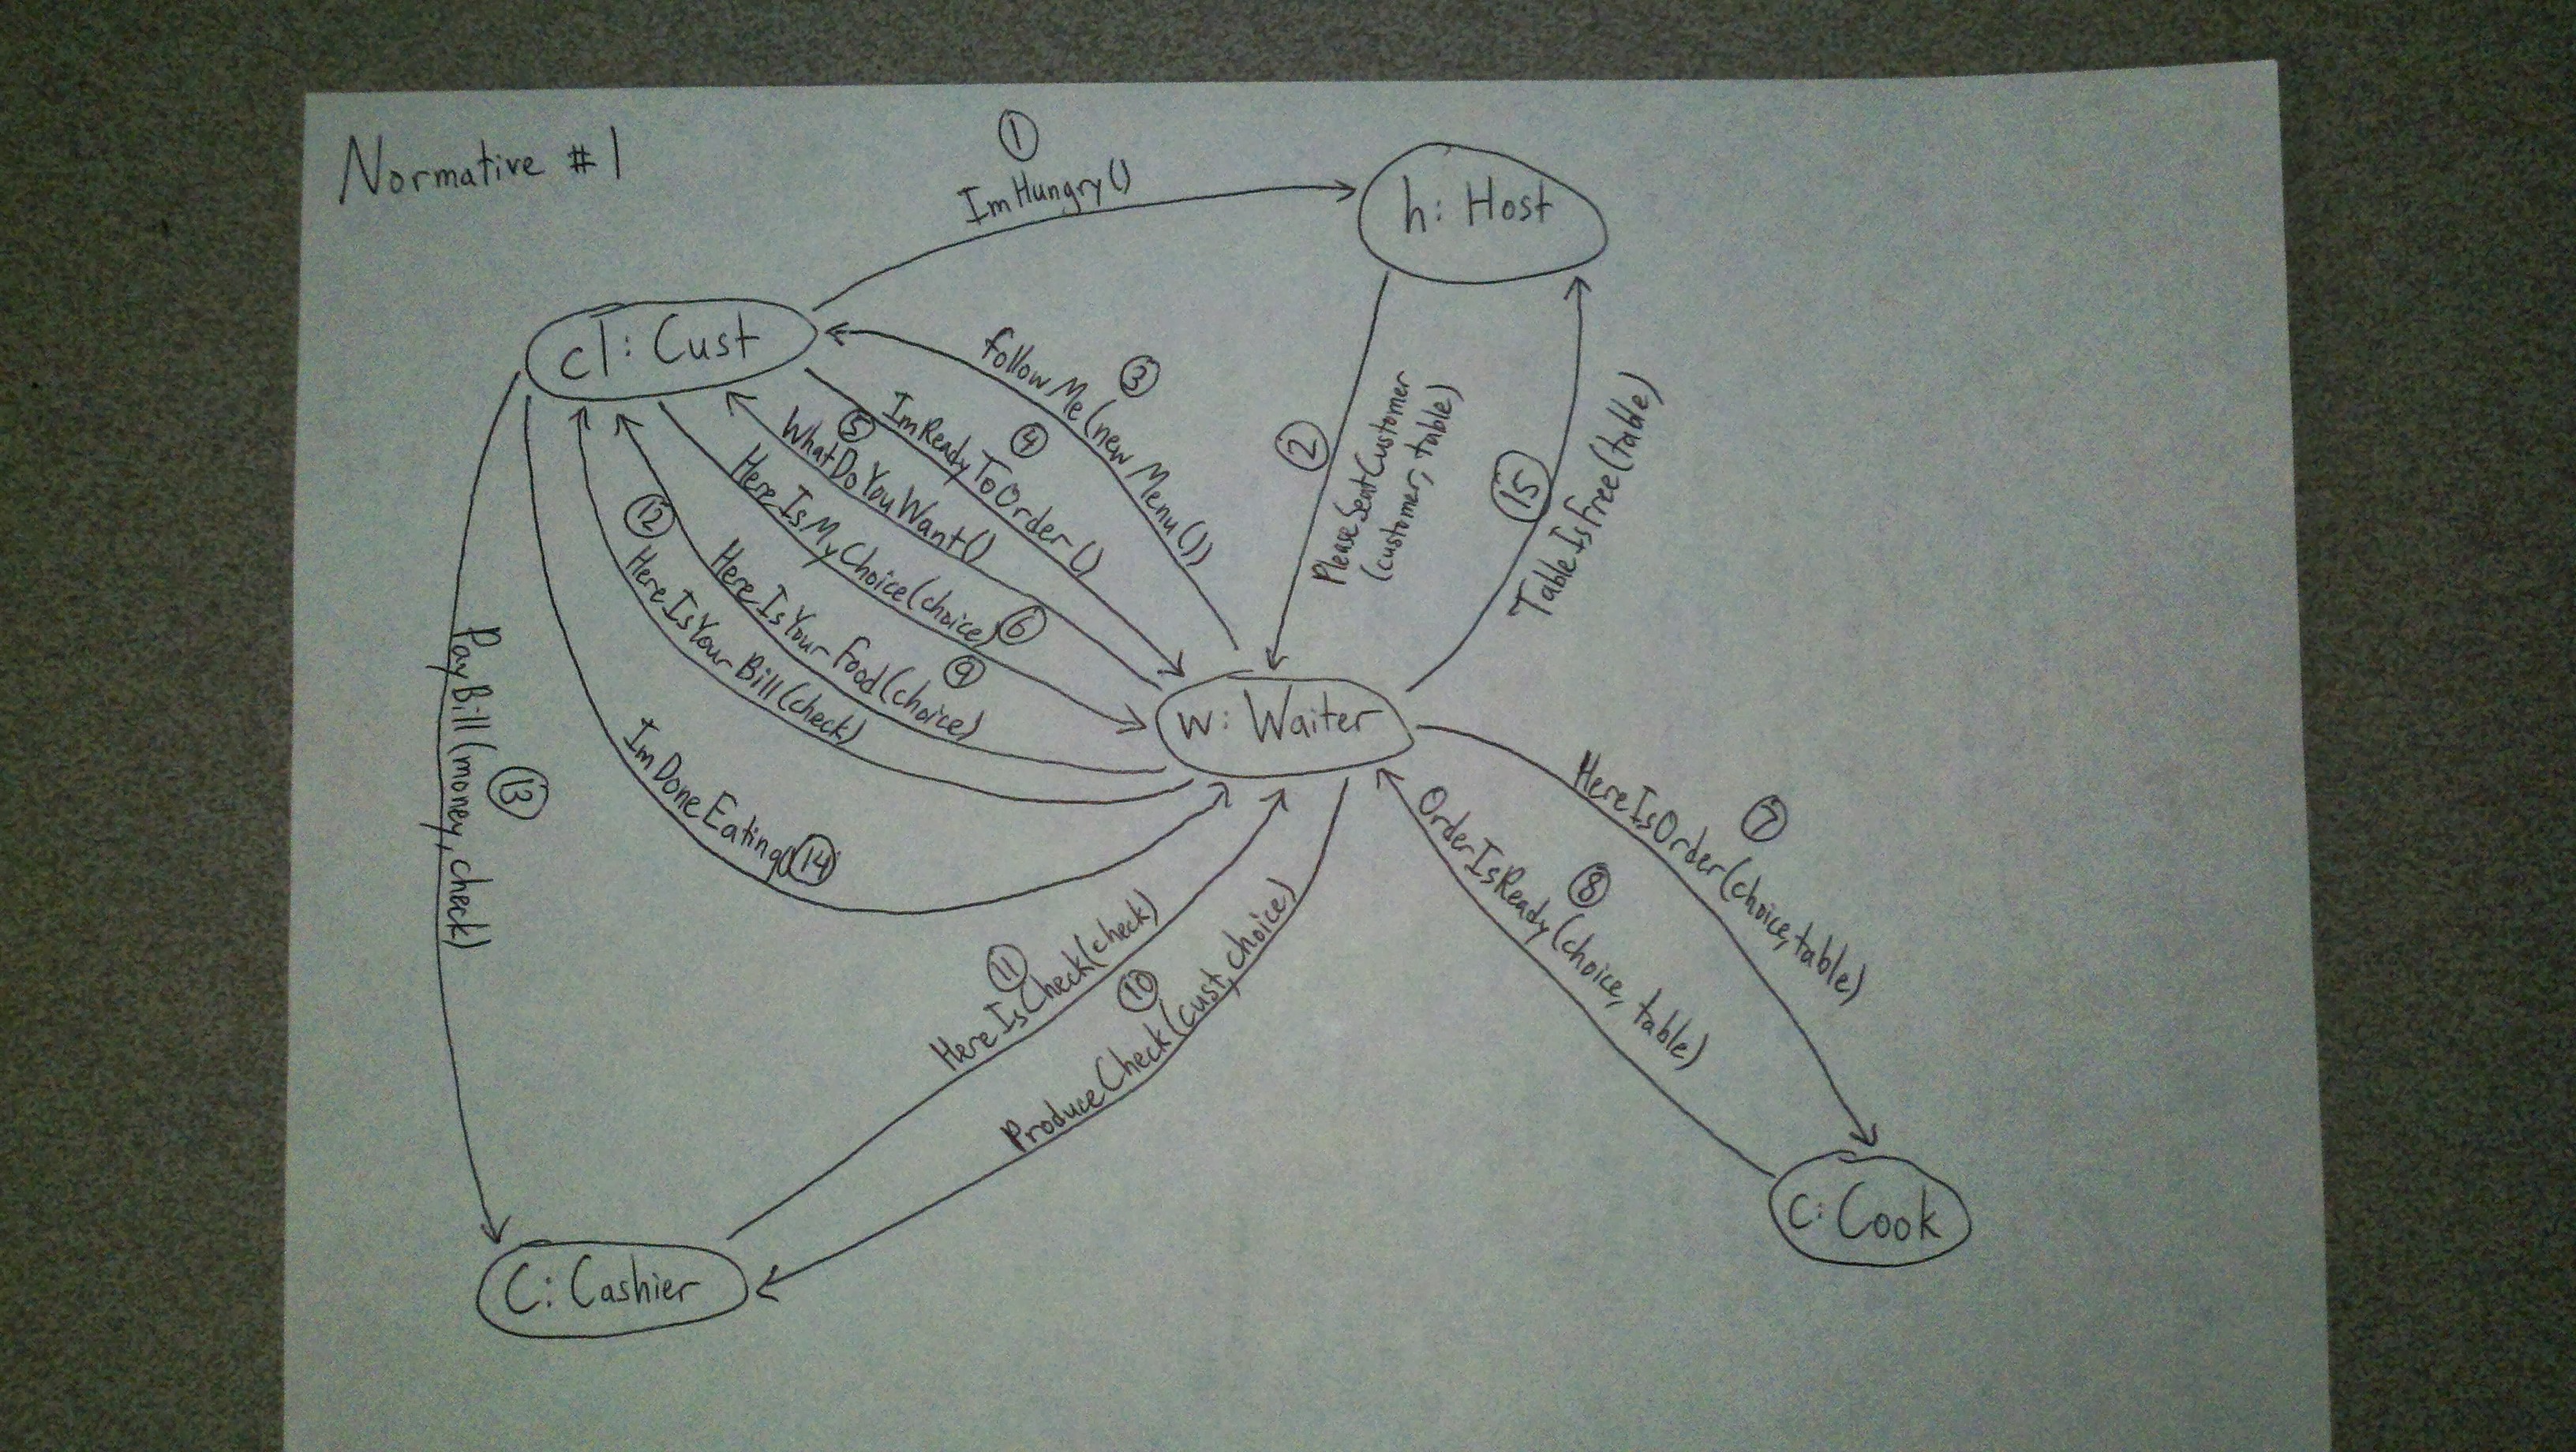 Normative #1
1
ImHungry()
h: Host
c1: Cust
followMe(new Menu())
3
ImReadyToOrder()
4
WhatDoYouWant()
5
HereIsMyChoice(choice)
6
HereIsYourFood(choice)
9
12
HereIsYourBill(check)
2
PleaseSeatCustomer
(customer, table)
15
TableIsFree(table)
w: Waiter
PayBill(money, check)
13
ImDoneEating()
14
HereIsOrder(choice, table)
7
OrderIsReady(choice, table)
8
11
HereIsCheck(check)
10
ProduceCheck(cust, choice)
C: Cashier
c: Cook